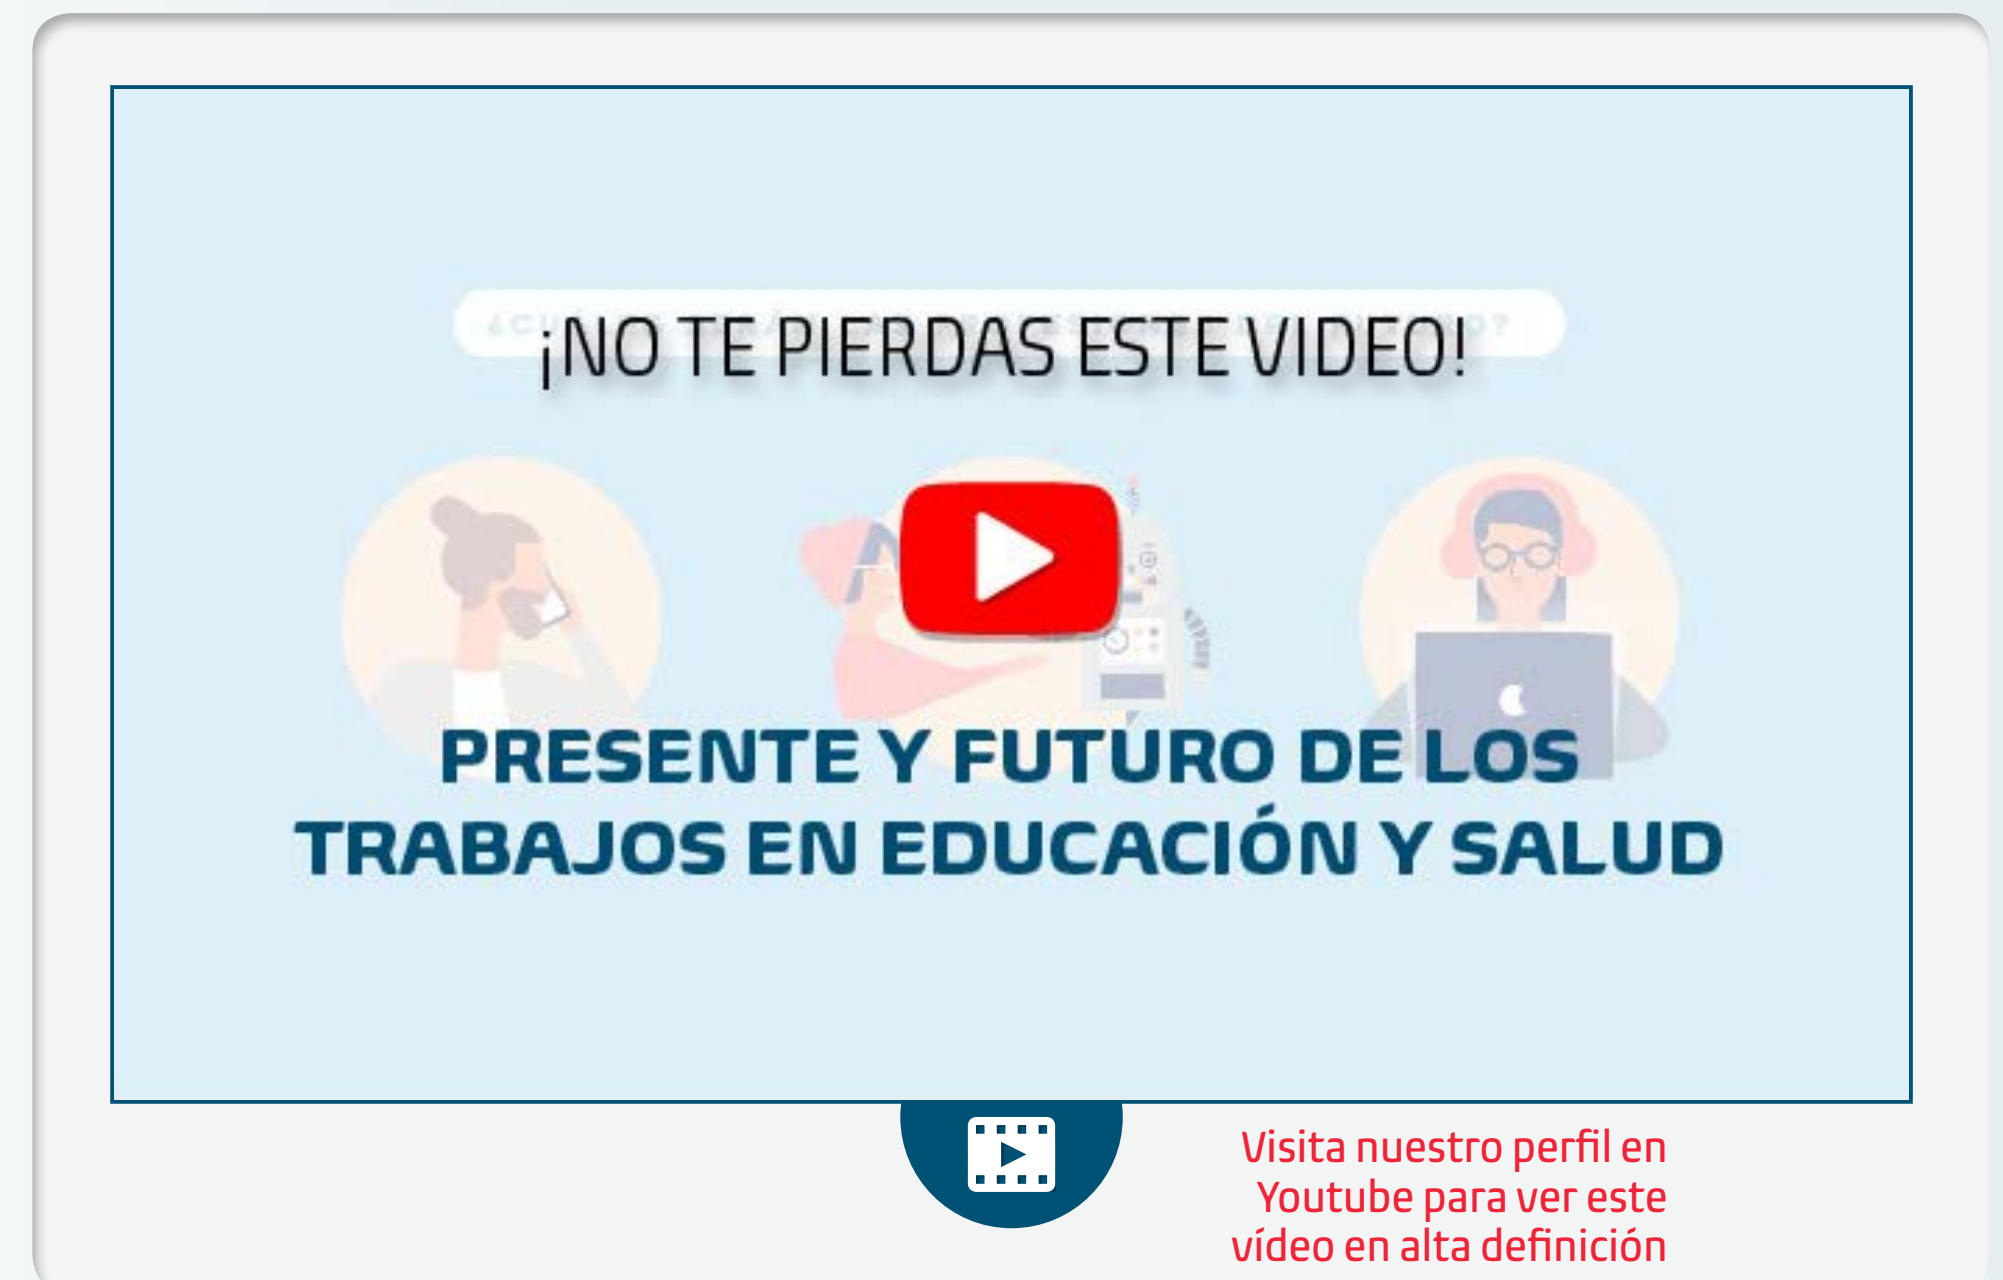 ¡NO TE PIERDAS ESTE VIDEO!
PRESENTE Y FUTURO DE LOS
TRABAJOS EN EDUCACIÓN Y SALUD
Visita nuestro perfil en
Youtube para ver este
vídeo en alta definición